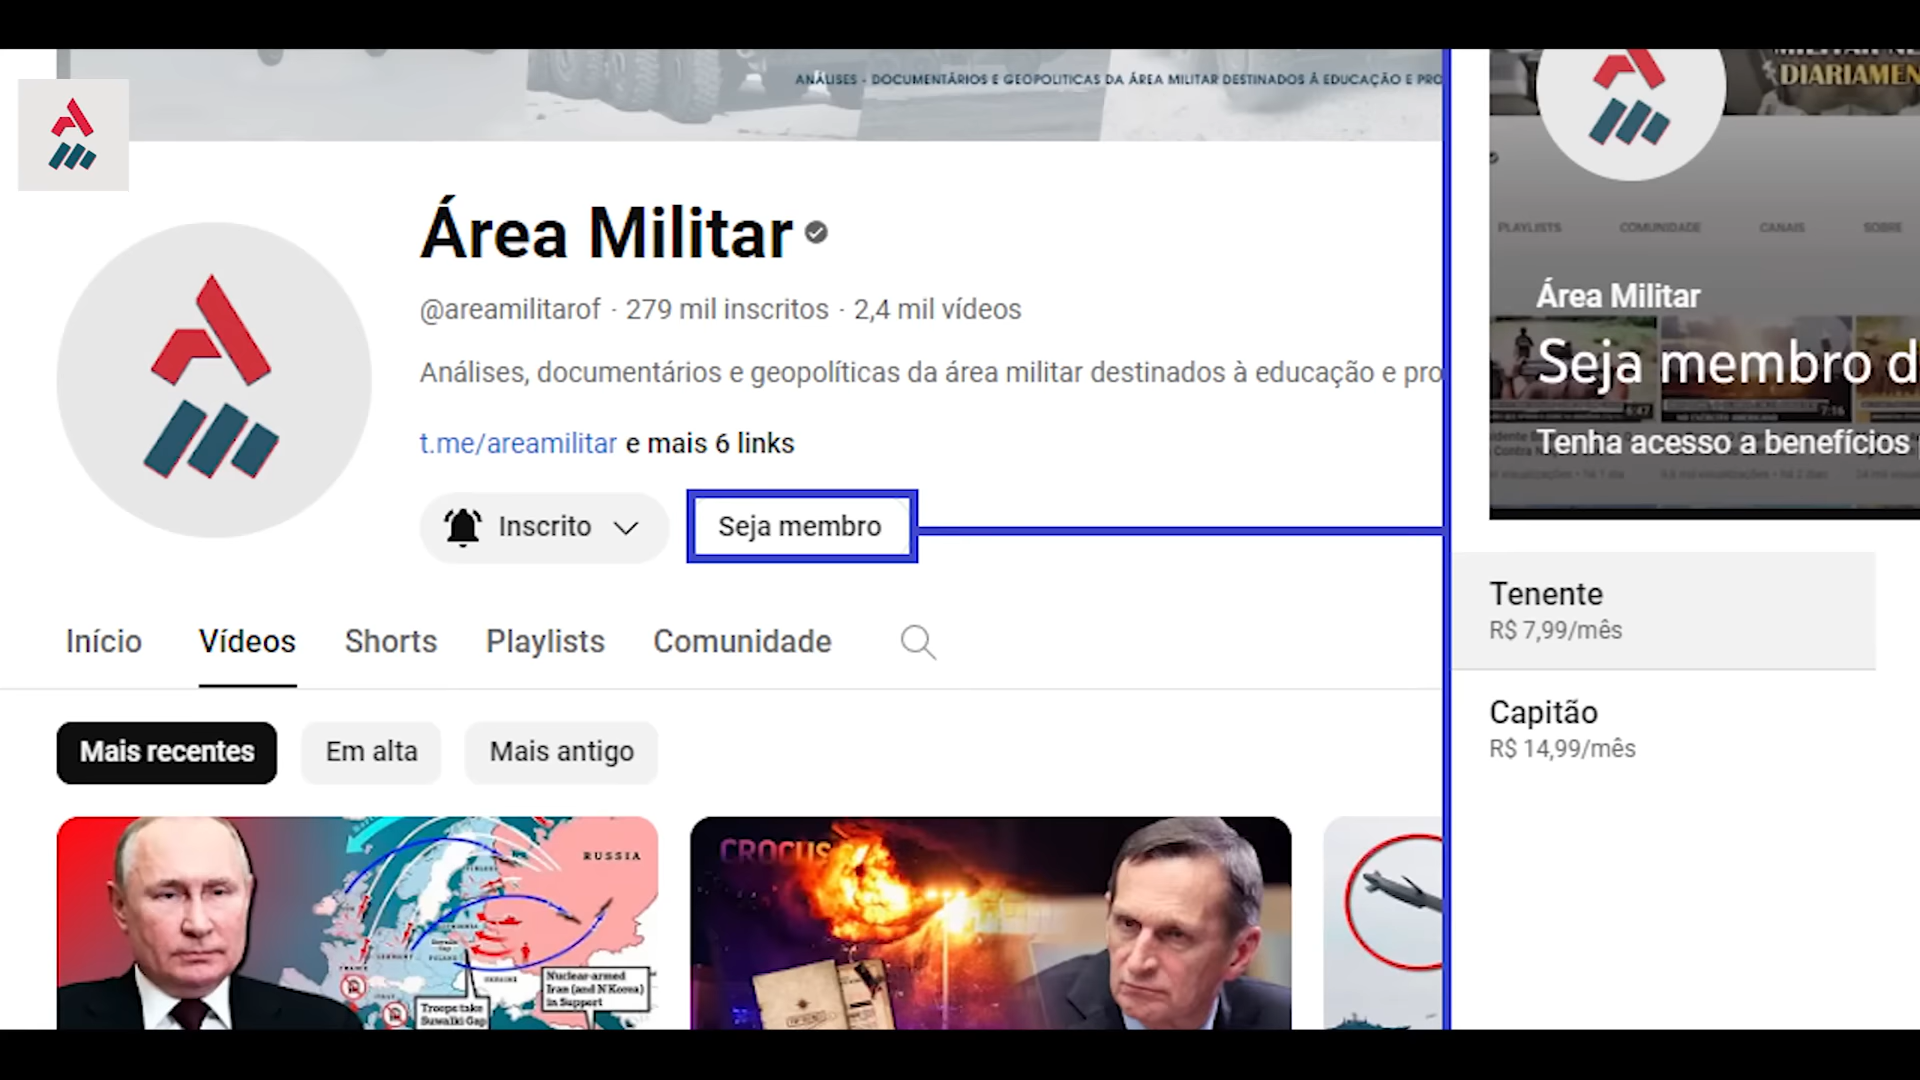 ANÁLISES - DOCUMENTÁRIOS E GEOPOLITICAS DA ÁREA MILITAR DESTINADOS Á EDUCAÇÃO E PRO
Área Militar
@areamilitarof · 279 mil inscritos · 2,4 mil vídeos
Análises, documentários e geopolíticas da área militar destinados à educação e pro
t.me/areamilitar e mais 6 links
Inscrito
Seja membro
Início Vídeos Shorts Playlists Comunidade
Mais recentes Em alta Mais antigo
RUSSIA
Troops take
Suwalki Gap
Nuclear-armed
Iran (and N Korea)
in Support
CROCUS
DIARIAMEN
PLAYLISTS COMUNIDADE CANAIS SOBRE
Área Militar
Seja membro d
6:47
7:16
Tenha acesso a benefícios
Tenente
R$ 7,99/mês
Capitão
R$ 14,99/mês